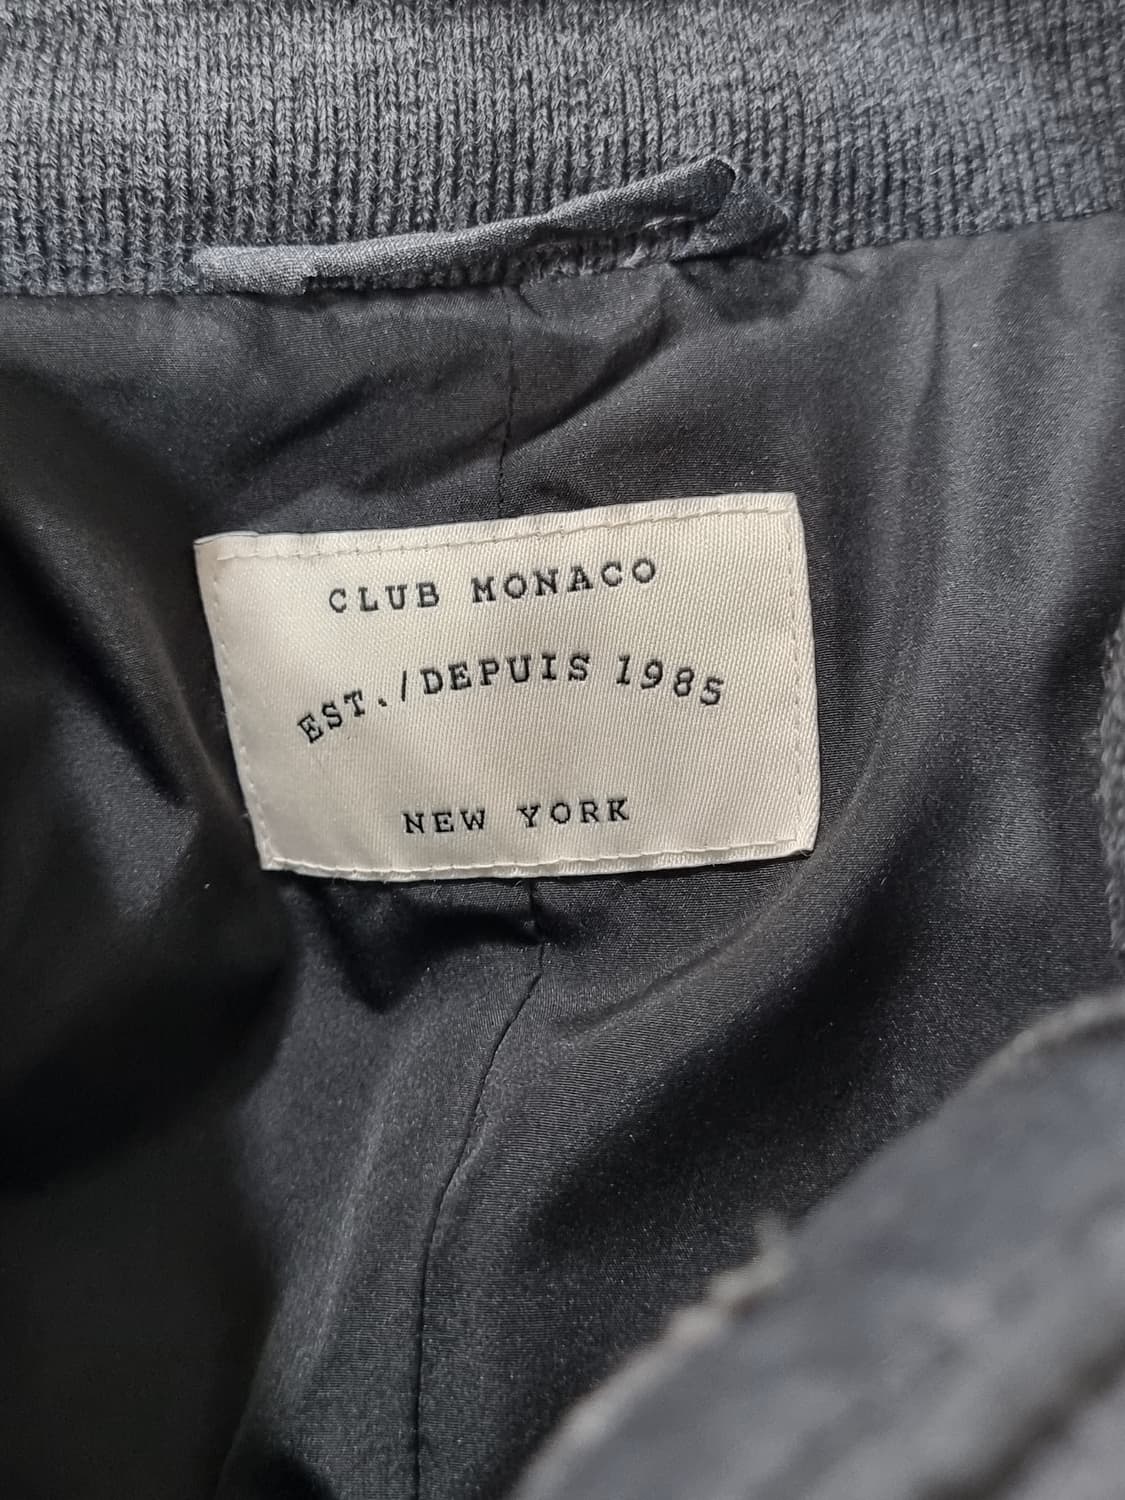 CLUB MONACO
EST./DEPUIS 1985
NEW YORK